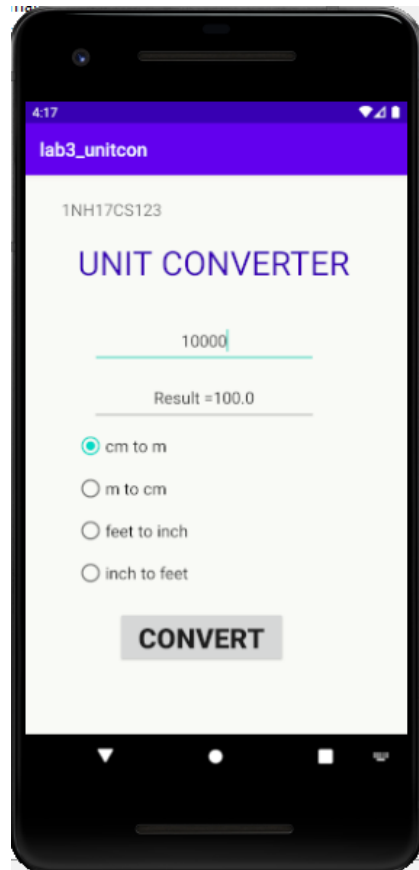 4:17
lab3_unitcon
1NH17CS123
UNIT CONVERTER
10000
Result =100.0
cm to m
m to cm
feet to inch
inch to feet
CONVERT